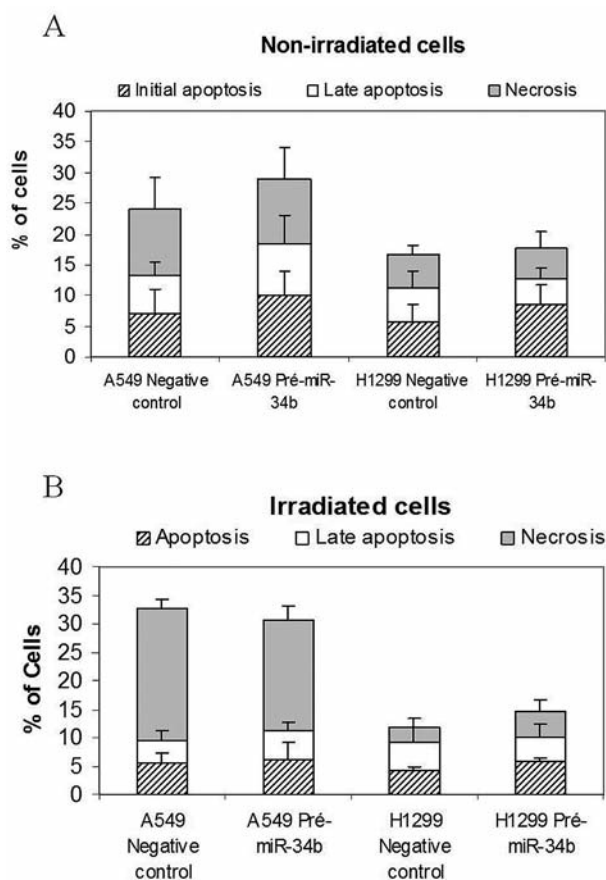 A
Non-irradiated cells
Initial apoptosis Late apoptosis Necrosis
% of cells
40
35
30
25
20
15
10
5
0
A549 Negative control
A549 Pré-miR-34b
H1299 Negative control
H1299 Pré-miR-34b
B
Irradiated cells
Apoptosis Late apoptosis Necrosis
% of Cells
40
35
30
25
20
15
10
5
0
A549
Negative
control
A549 Pré-
miR-34b
H1299
Negative
control
H1299 Pré-
miR-34b